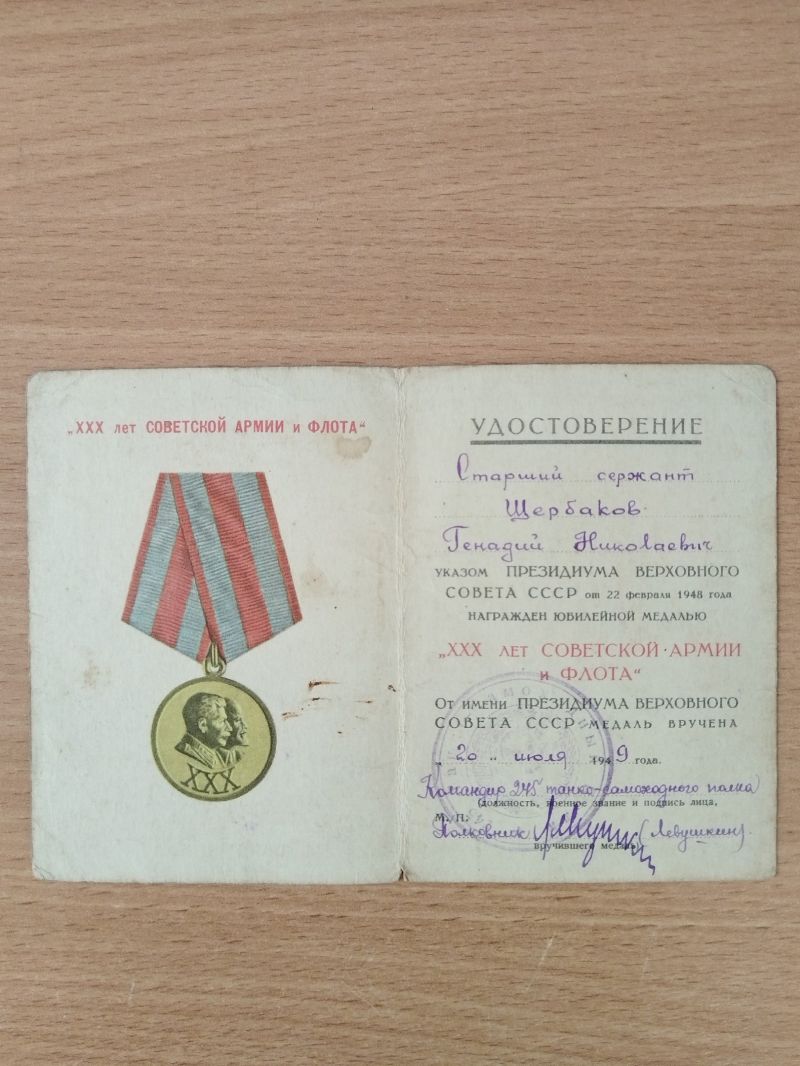 „XXX лет СОВЕТСКОЙ АРМИИ и ФЛОТА“
XXX
УДОСТОВЕРЕНИЕ
Старший сержант
Щербаков
Генадий Николаевич
УКАЗОМ ПРЕЗИДИУМА ВЕРХОВНОГО
СОВЕТА СССР от 22 февраля 1948 года
НАГРАЖДЕН ЮБИЛЕЙНОЙ МЕДАЛЬЮ
„XXX ЛЕТ СОВЕТСКОЙ АРМИИ
и ФЛОТА“
От имени ПРЕЗИДИУМА ВЕРХОВНОГО
СОВЕТА СССР МЕДАЛЬ ВРУЧЕНА
„20„ июля 1949 года.
Командир 245 танко-самоходного полка
(должность, военное звание и подпись лица,
М. П.
Полковник (Левушкин).
вручившего медаль)